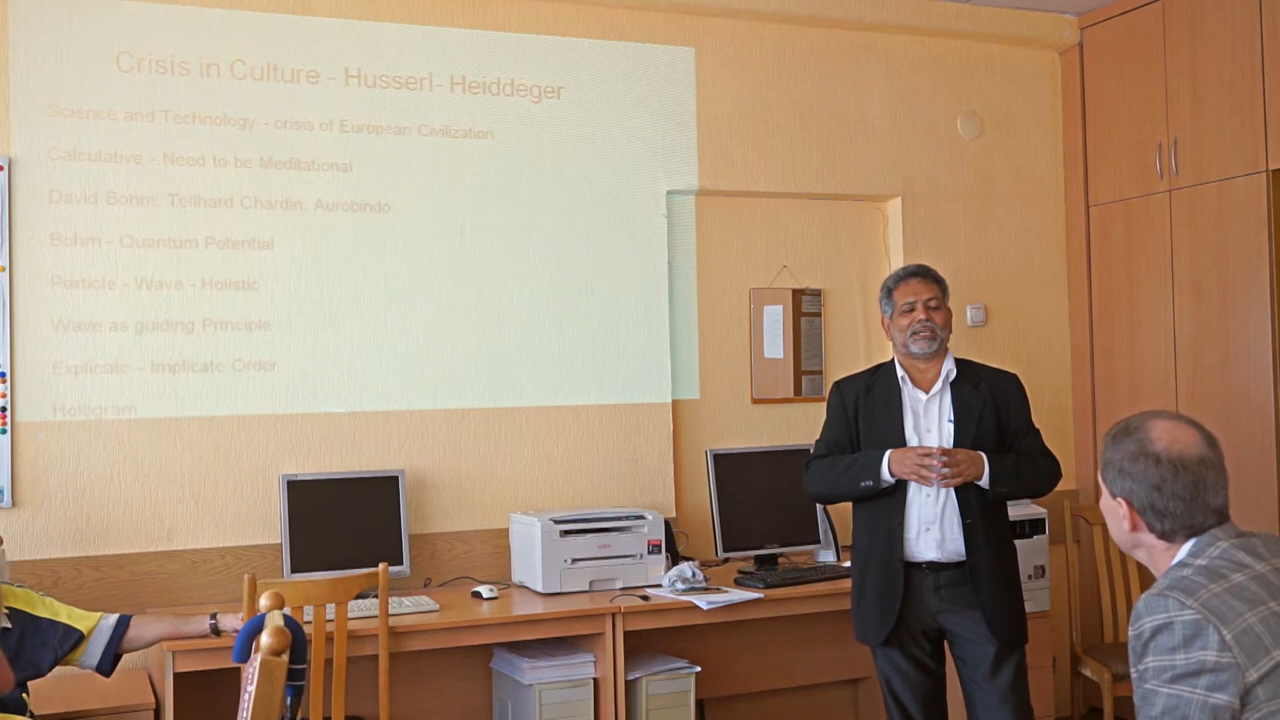 Crisis in Culture - Husserl- Heiddeger
Science and Technology - crisis of European Civilization
Calculative - Need to be Meditational
David Bohm, Teilhard Chardin, Aurobindo
Bohm - Quantum Potential
Particle - Wave - Holistic
Wave as guiding Principle
Explicate - Implicate Order
Hologram